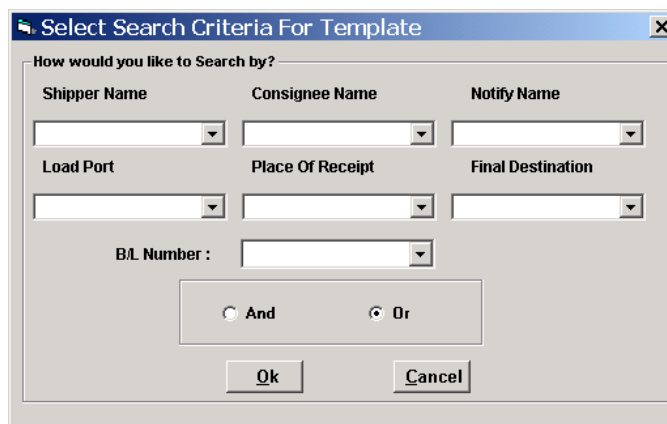 Select Search Criteria For Template
How would you like to Search by?
Shipper Name Consignee Name Notify Name
Load Port Place Of Receipt Final Destination
B/L Number :
And Or
Ok Cancel